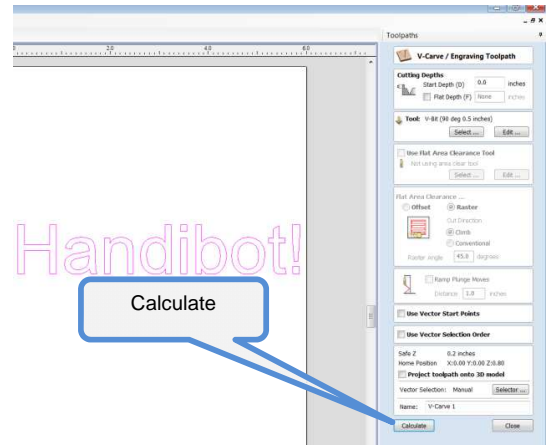 Toolpaths
2.0 4.0 6.0
V-Carve / Engraving Toolpath
Cutting Depths
Start Depth (D) 0.0 inches
Flat Depth (F) None inches
Tool: V-Bit (90 deg 0.5 inches)
Select ... Edit ...
Use Flat Area Clearance Tool
Not using area clear tool
Select ... Edit ...
Flat Area Clearance ...
Offset Raster
Cut Direction
Climb
Conventional
Raster Angle 45.0 degrees
Handibot!
Ramp Plunge Moves
Distance 1.0 inches
Calculate
Use Vector Start Points
Use Vector Selection Order
Safe Z 0.2 inches
Home Position X:0.00 Y:0.00 Z:0.80
Project toolpath onto 3D model
Vector Selection: Manual Selector ...
Name: V-Carve 1
Calculate Close